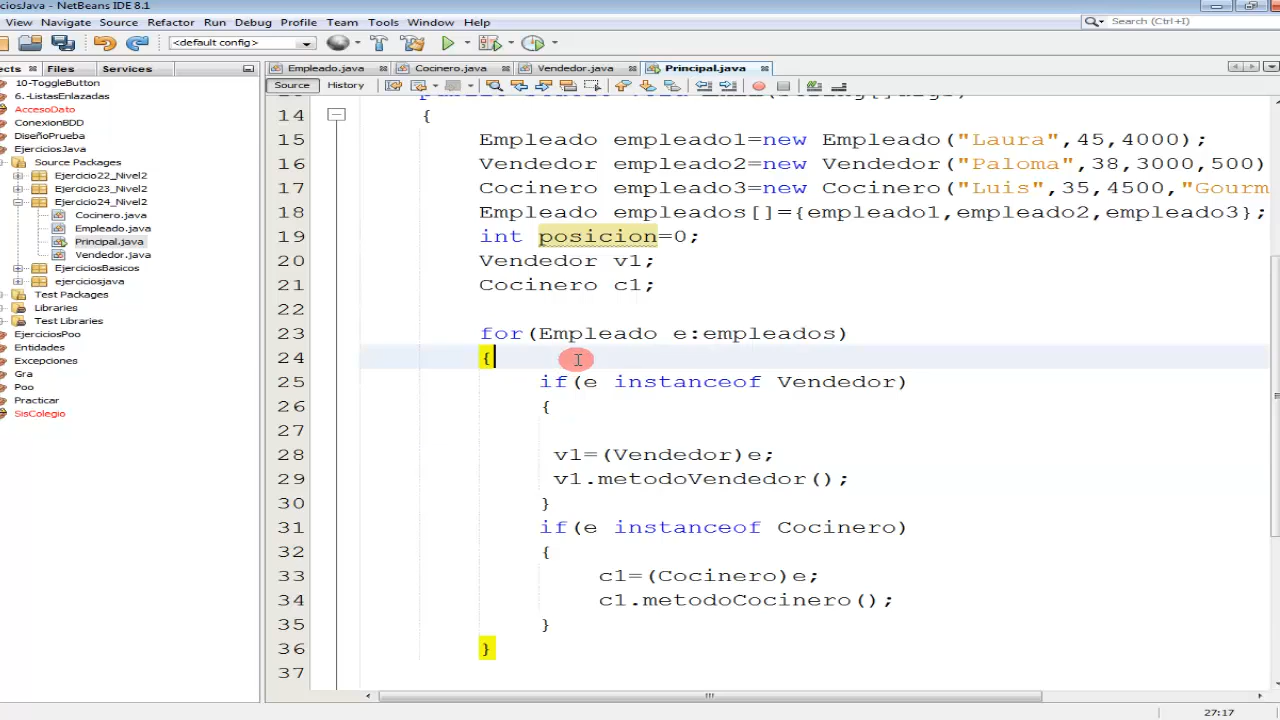 ciosJava - NetBeans IDE 8.1
View Navigate Source Refactor Run Debug Profile Team Tools Window Help
Search (Ctrl+I)
<default config>
ects Files Services
Empleado.java Cocinero.java Vendedor.java Principal.java
Source History
10-ToggleButton
6.-ListasEnlazadas
AccesoDato
ConexionBDD
DiseñoPrueba
EjerciciosJava
Source Packages
Ejercicio22_Nivel2
Ejercicio23_Nivel2
Ejercicio24_Nivel2
Cocinero.java
Empleado.java
Principal.java
Vendedor.java
EjerciciosBasicos
ejerciciosjava
Test Packages
Libraries
Test Libraries
EjerciciosPoo
Entidades
Excepciones
Gra
Poo
Practicar
SisColegio
14 {
15 Empleado empleado1=new Empleado("Laura",45,4000);
16 Vendedor empleado2=new Vendedor("Paloma",38,3000,500)
17 Cocinero empleado3=new Cocinero("Luis",35,4500,"Gourm
18 Empleado empleados[]={empleado1,empleado2,empleado3};
19 int posicion=0;
20 Vendedor v1;
21 Cocinero c1;
22
23 for(Empleado e:empleados)
24 {
25 if(e instanceof Vendedor)
26 {
27
28 v1=(Vendedor)e;
29 v1.metodoVendedor();
30 }
31 if(e instanceof Cocinero)
32 {
33 c1=(Cocinero)e;
34 c1.metodoCocinero();
35 }
36 }
37
27:17